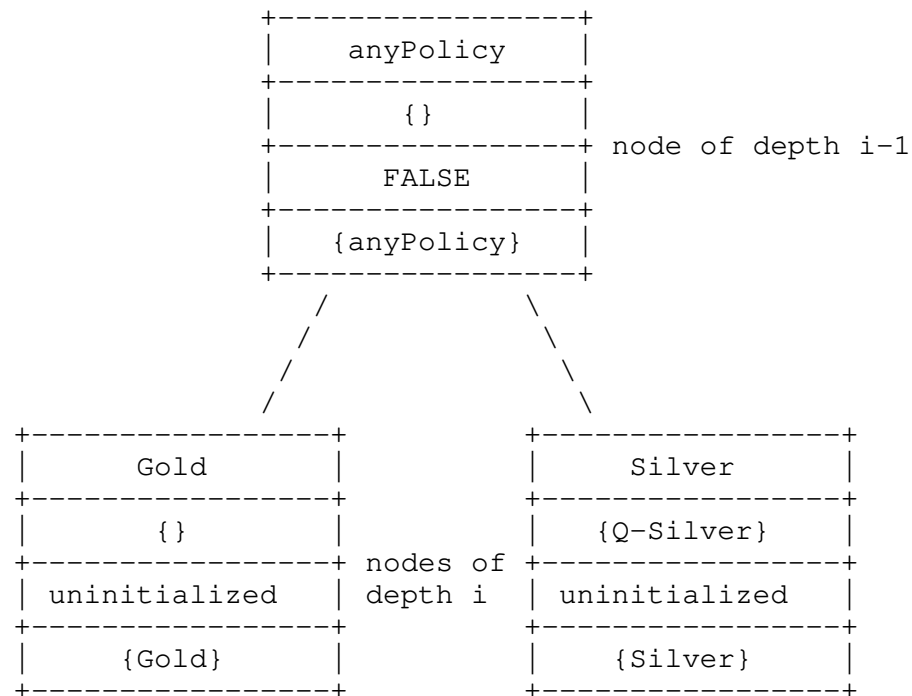 anyPolicy
{}
node of depth i-1
FALSE
{anyPolicy}
Gold Silver
{} {Q-Silver}
nodes of
uninitialized depth i uninitialized
{Gold} {Silver}